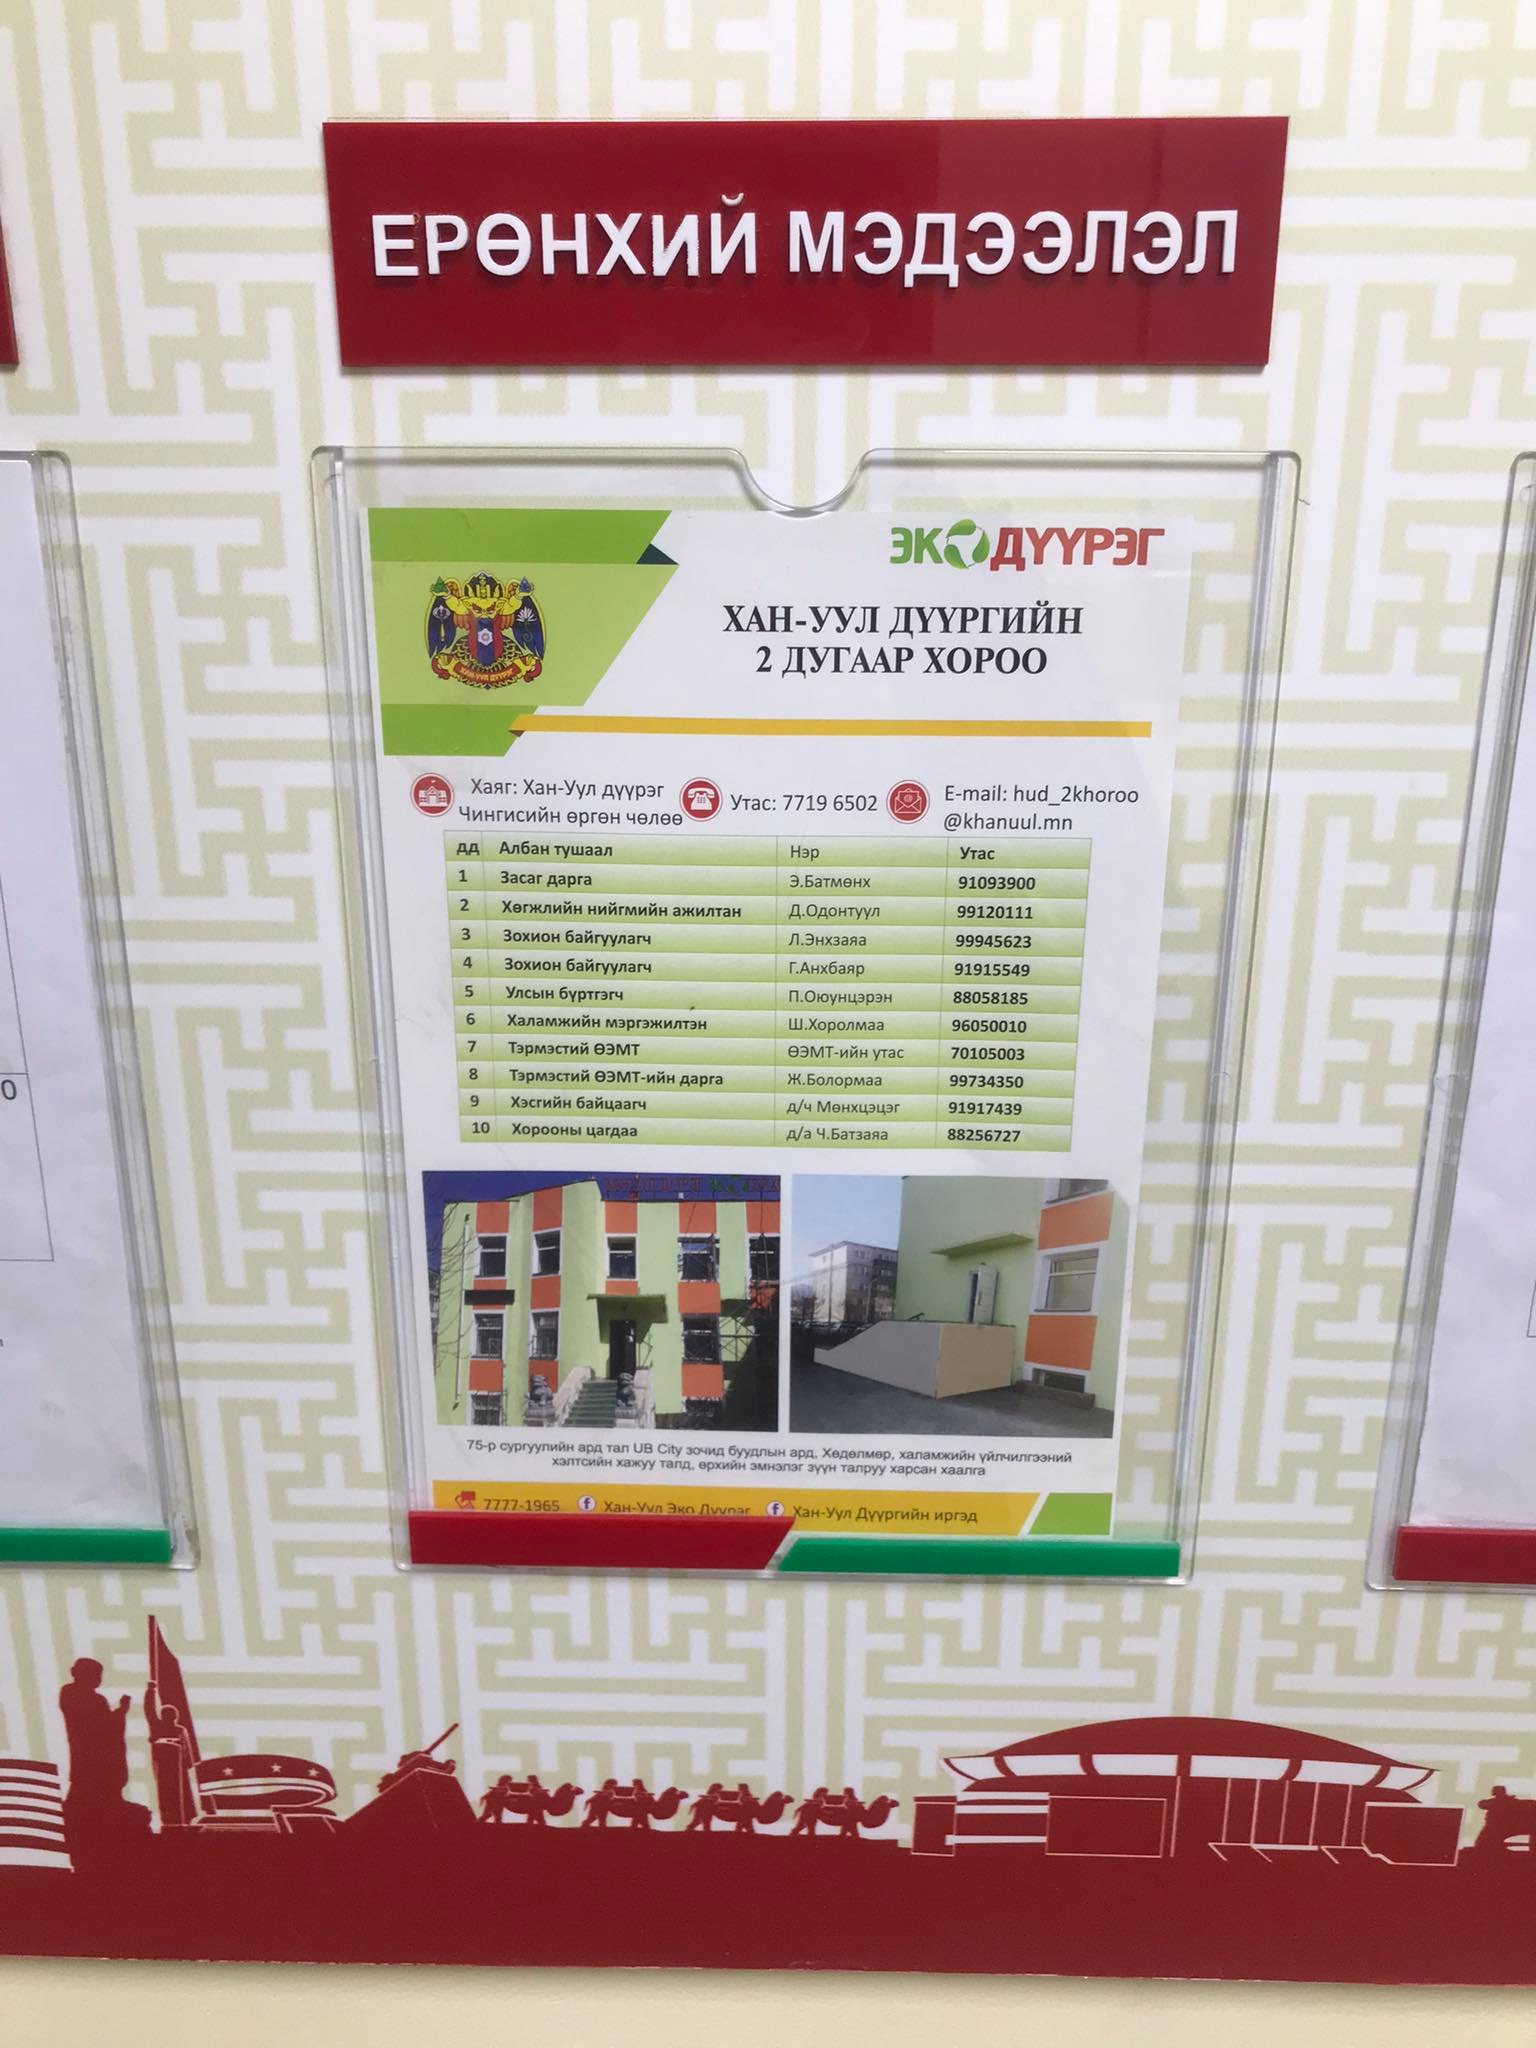 ЕРӨНХИЙ МЭДЭЭЛЭЛ
ЭКОДҮҮРЭГ
ХАН-УУЛ ДҮҮРЭГ
ХАН-УУЛ ДҮҮРГИЙН
2 ДУГААР ХОРОО
Хаяг: Хан-Уул дүүрэг
Чингисийн өргөн чөлөө
Утас: 7719 6502
E-mail: hud_2khoroo
@khanuul.mn
дд Албан тушаал Нэр Утас
1 Засаг дарга Э.Батмөнх 91093900
2 Хөгжлийн нийгмийн ажилтан Д.Одонтуул 99120111
3 Зохион байгуулагч Л.Энхзаяа 99945623
4 Зохион байгуулагч Г.Анхбаяр 91915549
5 Улсын бүртгэгч П.Оюунцэрэн 88058185
6 Халамжийн мэргэжилтэн Ш.Хоролмаа 96050010
7 Тэрмэстий ӨЭМТ ӨЭМТ-ийн утас 70105003
8 Тэрмэстий ӨЭМТ-ийн дарга Ж.Болормаа 99734350
9 Хэсгийн байцаагч д/ч Мөнхцэцэг 91917439
10 Хорооны цагдаа д/а Ч.Батзаяа 88256727
75-р сургуулийн ард тал UB City зочид буудлын ард, Хөдөлмөр, халамжийн үйлчилгээний
хэлтсийн хажуу талд, өрхийн эмнэлэг зүүн талруу харсан хаалга
7777-1965 Хан-Уул Эко Дүүрэг Хан-Уул Дүүргийн иргэд